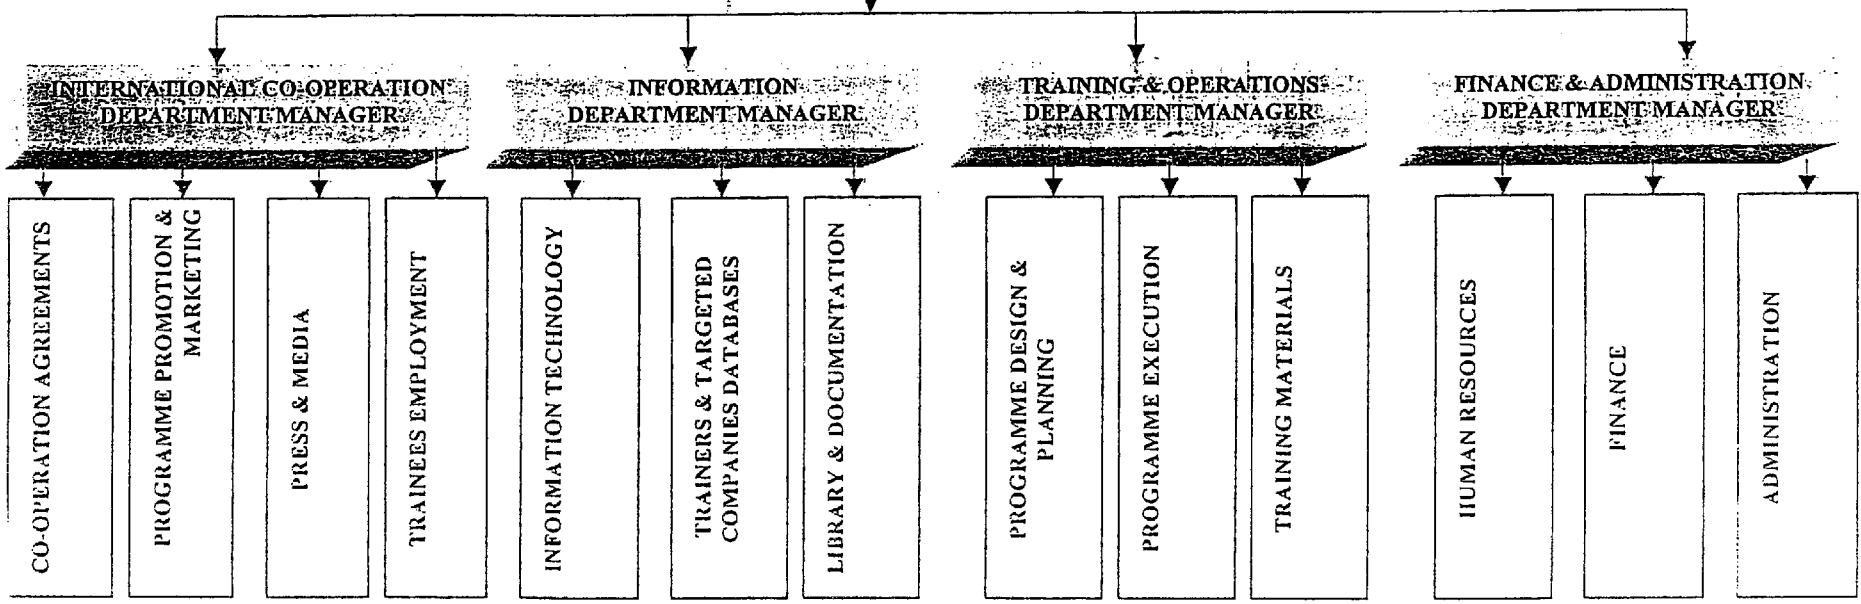 INTERNATIONAL CO-OPERATION
DEPARTMENT MANAGER
INFORMATION
DEPARTMENT MANAGER
TRAINING & OPERATIONS
DEPARTMENT MANAGER
FINANCE & ADMINISTRATION
DEPARTMENT MANAGER
CO-OPERATION AGREEMENTS
PROGRAMME PROMOTION &
MARKETING
PRESS & MEDIA
TRAINEES EMPLOYMENT
INFORMATION TECHNOLOGY
TRAINERS & TARGETED
COMPANIES DATABASES
LIBRARY & DOCUMENTATION
PROGRAMME DESIGN &
PLANNING
PROGRAMME EXECUTION
TRAINING MATERIALS
HUMAN RESOURCES
FINANCE
ADMINISTRATION